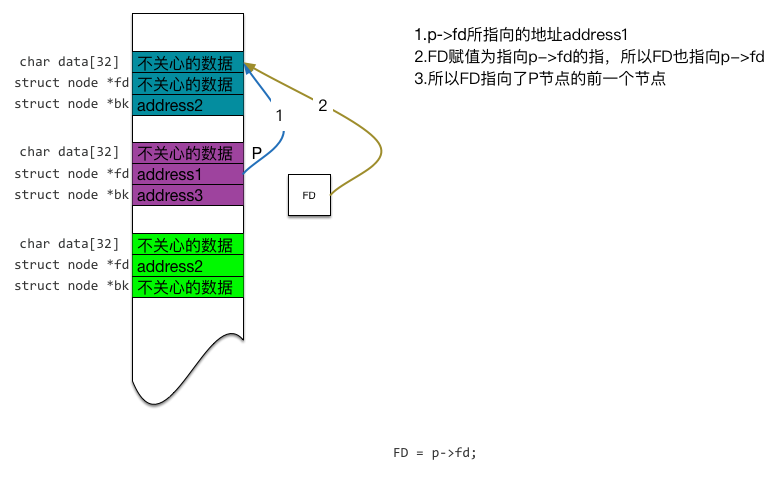 1.p->fd所指向的地址address1
2.FD赋值为指向p->fd的指，所以FD也指向p->fd
3.所以FD指向了P节点的前一个节点
char data[32] 不关心的数据
struct node *fd 不关心的数据
struct node *bk address2
1
2
char data[32] 不关心的数据 P
struct node *fd address1
struct node *bk address3
FD
char data[32] 不关心的数据
struct node *fd address2
struct node *bk 不关心的数据
FD = p->fd;